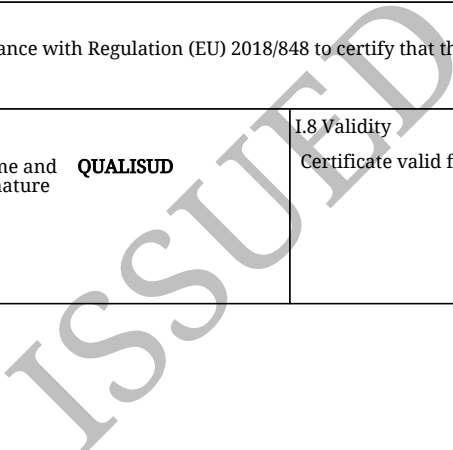 ance with Regulation (EU) 2018/848 to certify that th
I.8 Validity
me and QUALISUD
nature
Certificate valid f
ISSUED